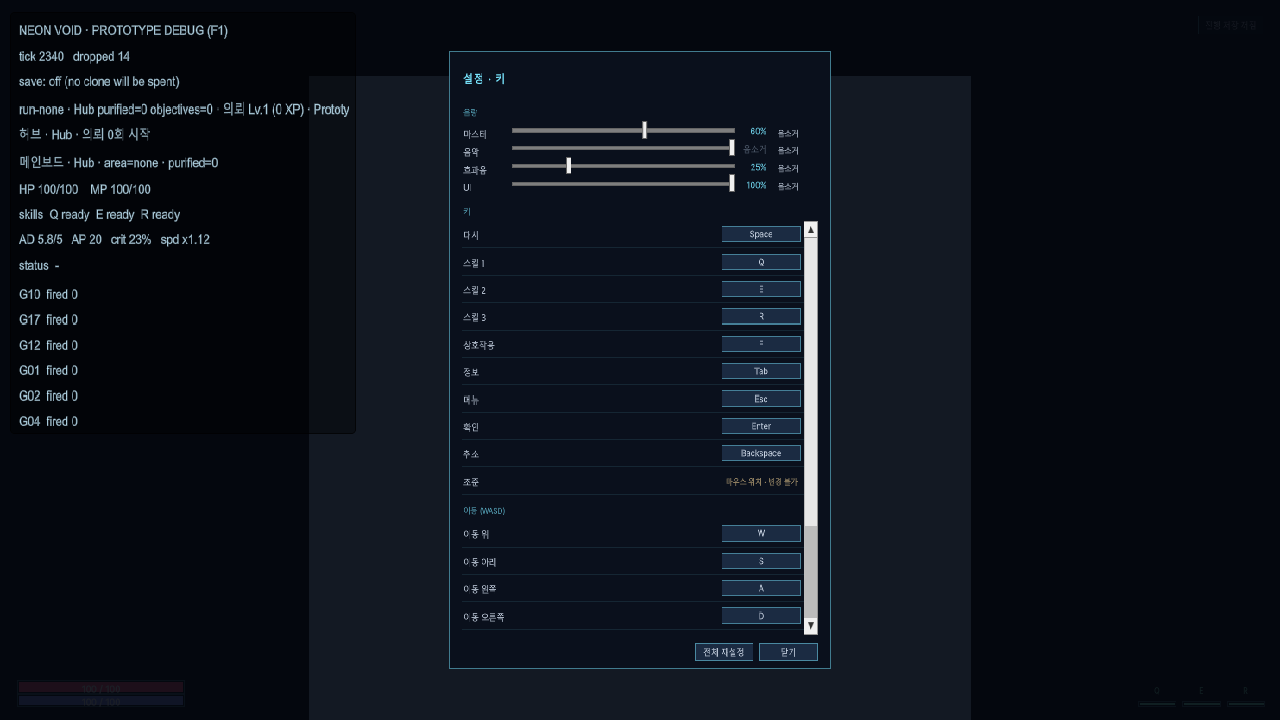 NEON VOID · PROTOTYPE DEBUG (F1)
tick 2340 dropped 14
save: off (no clone will be spent)
run-none · Hub purified=0 objectives=0 · 의뢰 Lv.1 (0 XP) · Prototy
허브 · Hub · 의뢰 0회 시작
메인보드 · Hub · area=none · purified=0
HP 100/100 MP 100/100
skills Q ready E ready R ready
AD 5.8/5 AP 20 crit 23% spd x1.12
status -
G10 fired 0
G17 fired 0
G12 fired 0
G01 fired 0
G02 fired 0
G04 fired 0
설정 · 키
음량
마스터 60% 음소거
음악 음소거 음소거
효과음 25% 음소거
UI 100% 음소거
키
대시 Space
스킬 1 Q
스킬 2 E
스킬 3 R
상호작용 F
정보 Tab
메뉴 Esc
확인 Enter
취소 Backspace
조준 마우스 위치 · 변경 불가
이동 (WASD)
이동 위 W
이동 아래 S
이동 왼쪽 A
이동 오른쪽 D
전체 재설정 닫기
100 / 100
100 / 100
Q E R